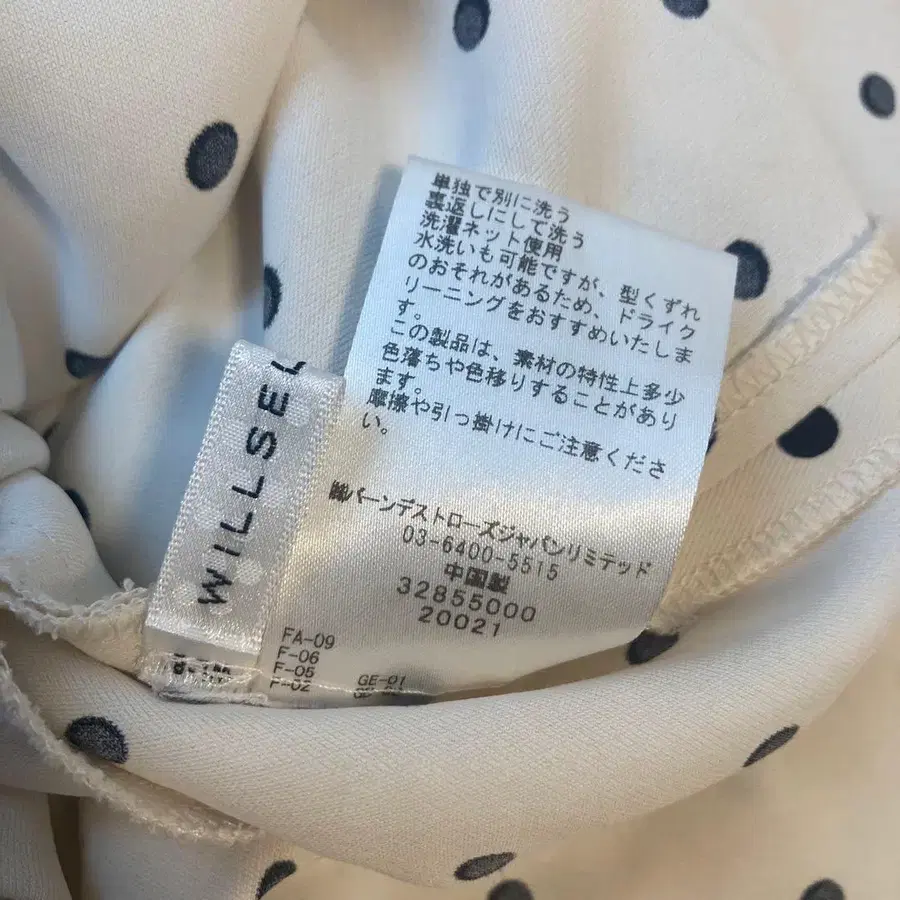 単独で別に洗う
裏返しにして洗う
洗濯ネット使用
水洗いも可能ですが、型くずれ
のおそれがあるため、ドライク
リーニングをおすすめいたしま
す。
この製品は、素材の特性上多少
色落ちや色移りすることがあり
ます。
摩擦や引っ掛けにご注意くださ
い。
㈱バーンデストローズジャパンリミテッド
03-6400-5515
中国製
32855000
20021
FA-09
F-06
F-05
F-02
GE-01
WILLSEL